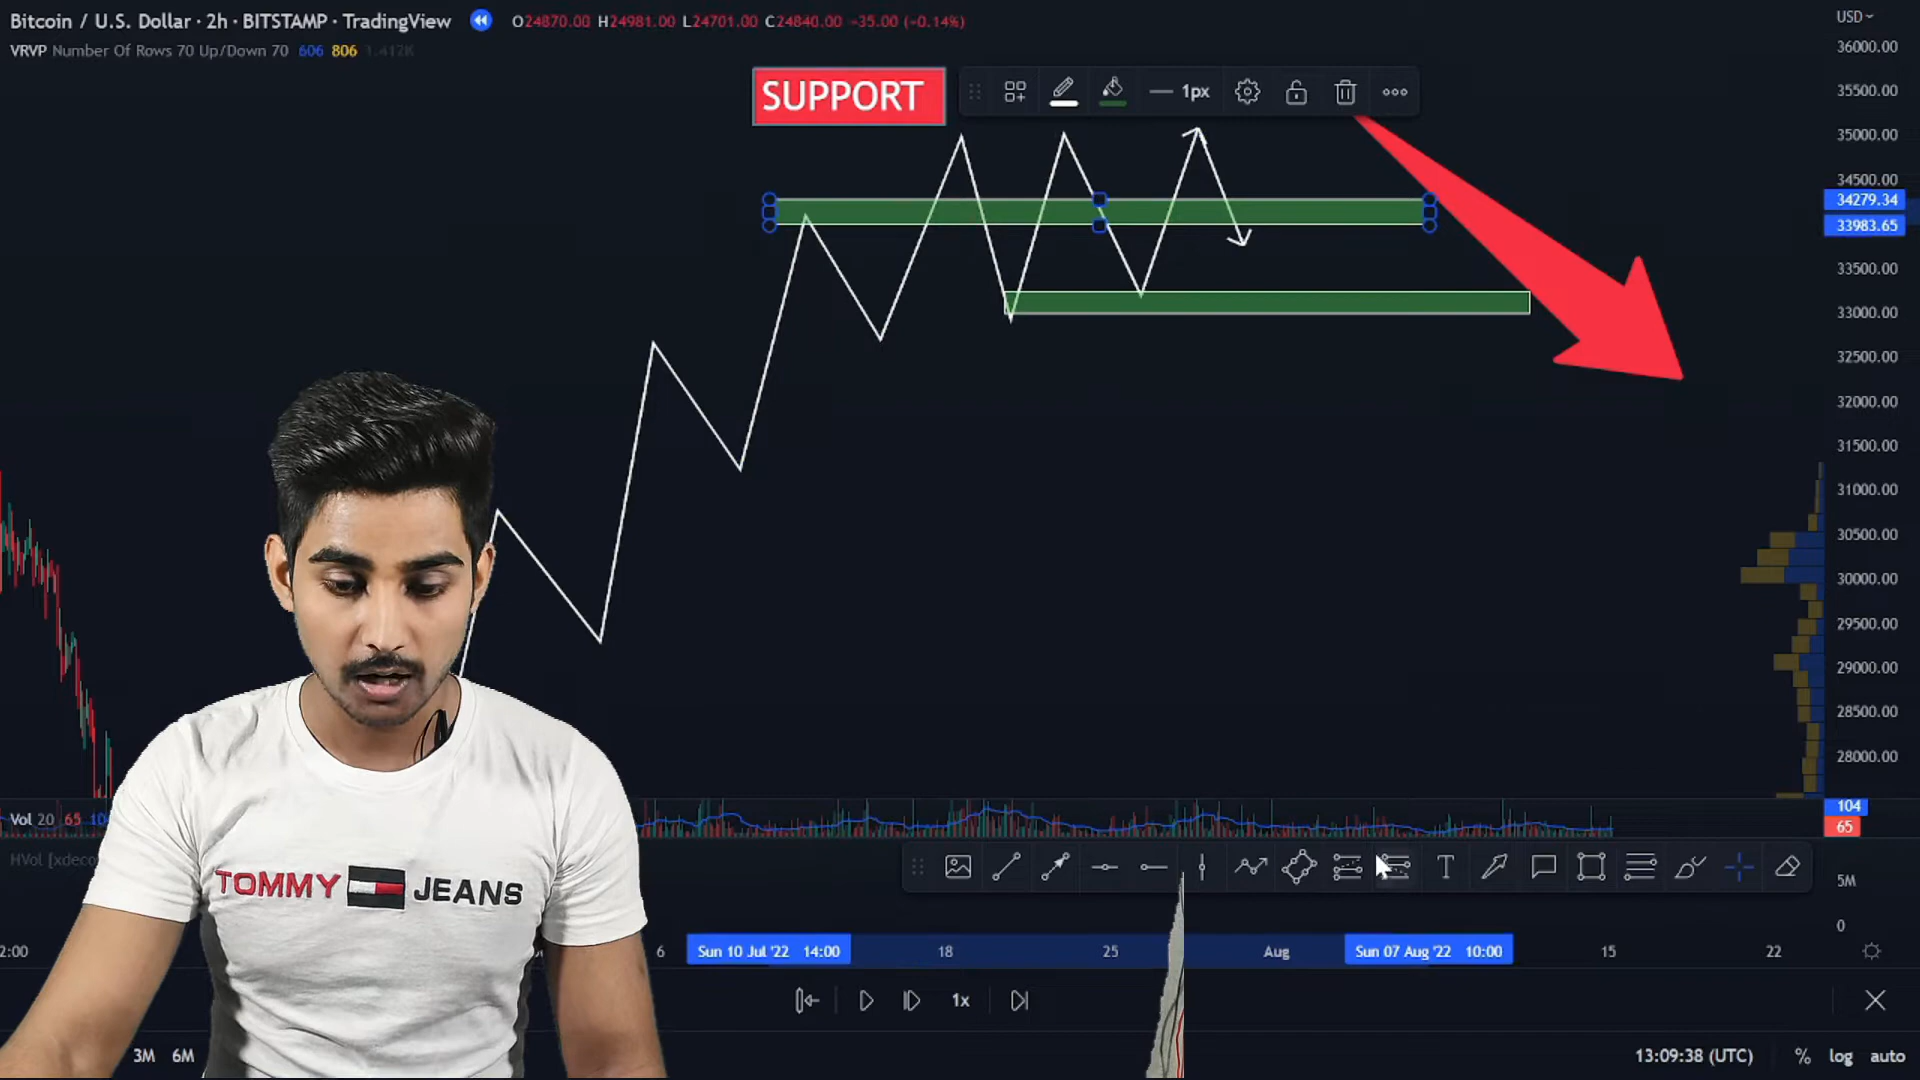 Bitcoin / U.S. Dollar · 2h · BITSTAMP · TradingView O24870.00 H24981.00 L24701.00 C24840.00 −35.00 (−0.14%)
USD
VRVP Number Of Rows 70 Up/Down 70 606 806 1.412K
SUPPORT
1px
36000.00
35500.00
35000.00
34500.00
34279.34
33983.65
33500.00
33000.00
32500.00
32000.00
31500.00
31000.00
30500.00
30000.00
29500.00
29000.00
28500.00
28000.00
Vol 20 65
104
65
HVol [xdeco
T
5M
0
TOMMY JEANS
2:00 6 Sun 10 Jul '22 14:00 18 25 Aug Sun 07 Aug '22 10:00 15 22
1x
3M 6M
13:09:38 (UTC) % log auto